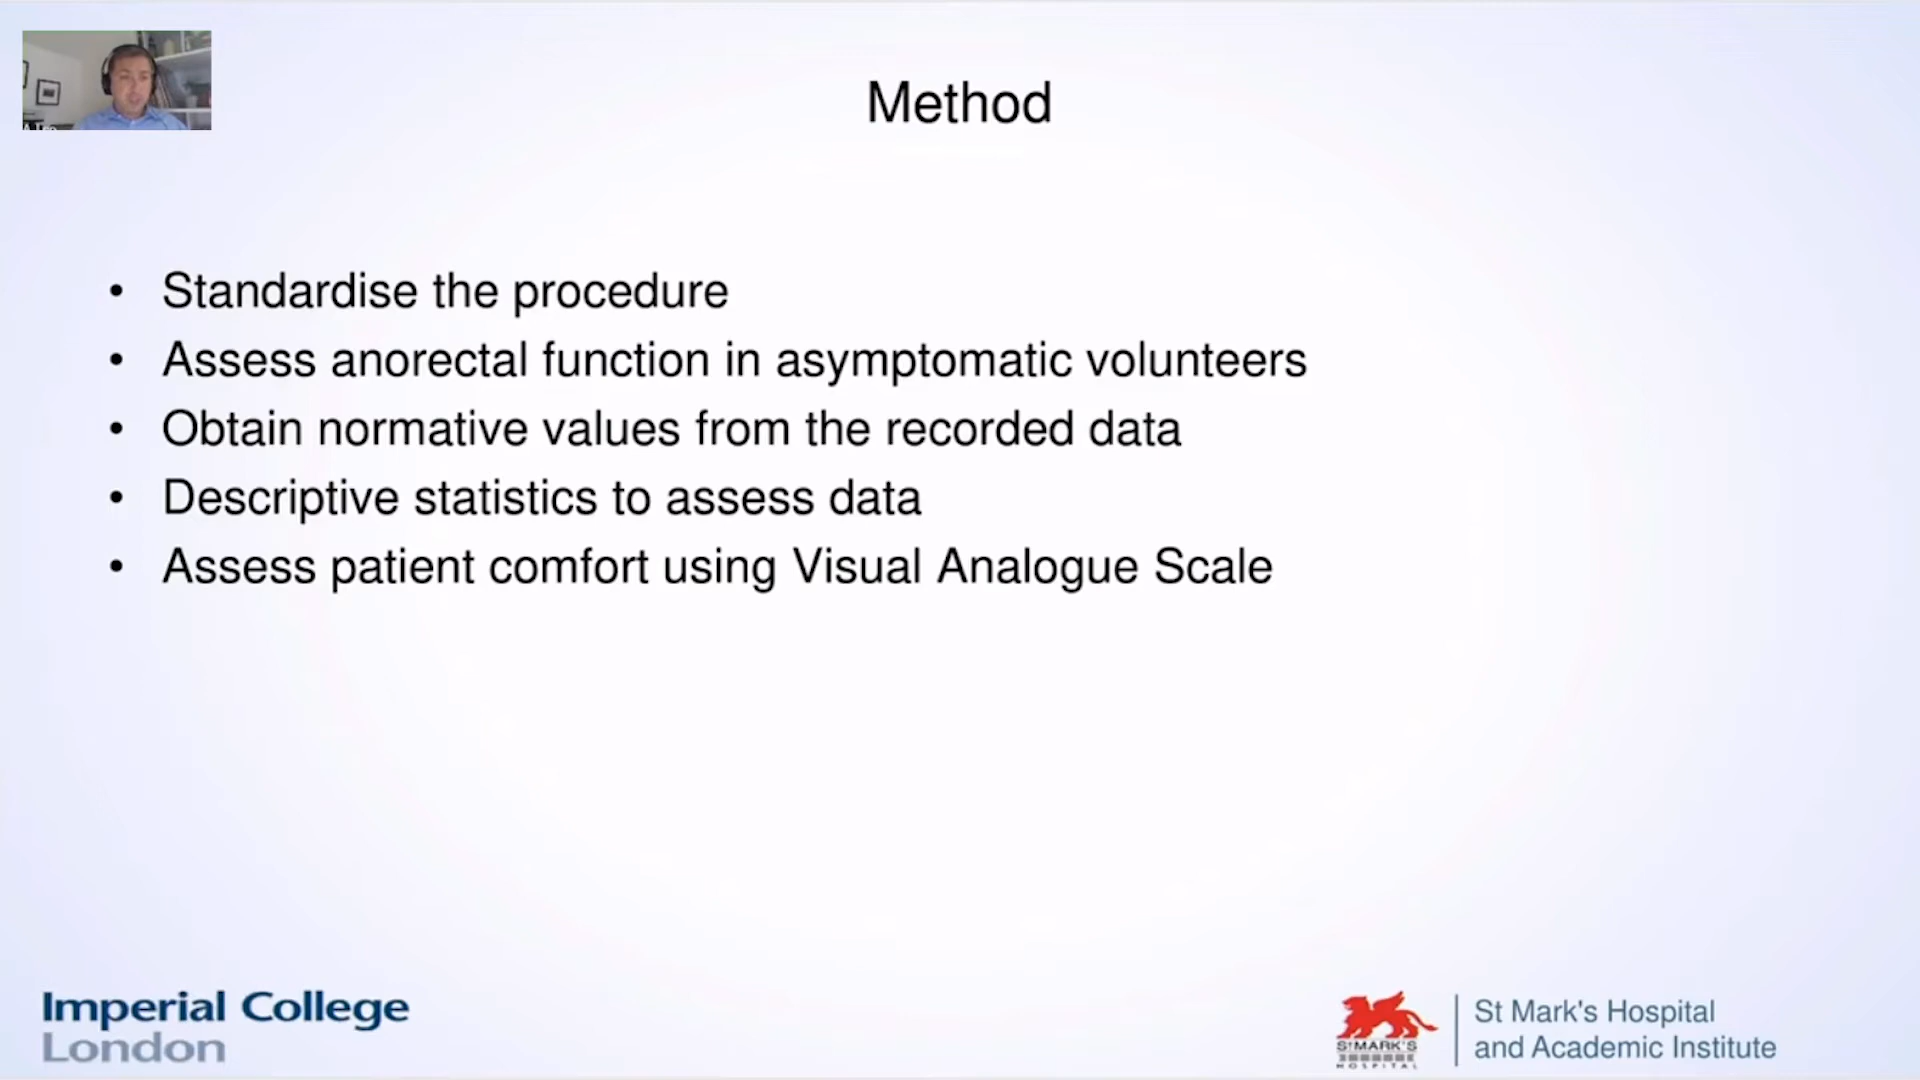 Method
• Standardise the procedure
• Assess anorectal function in asymptomatic volunteers
• Obtain normative values from the recorded data
• Descriptive statistics to assess data
• Assess patient comfort using Visual Analogue Scale
Imperial College
London
St MARK'S
HOSPITAL
St Mark's Hospital
and Academic Institute